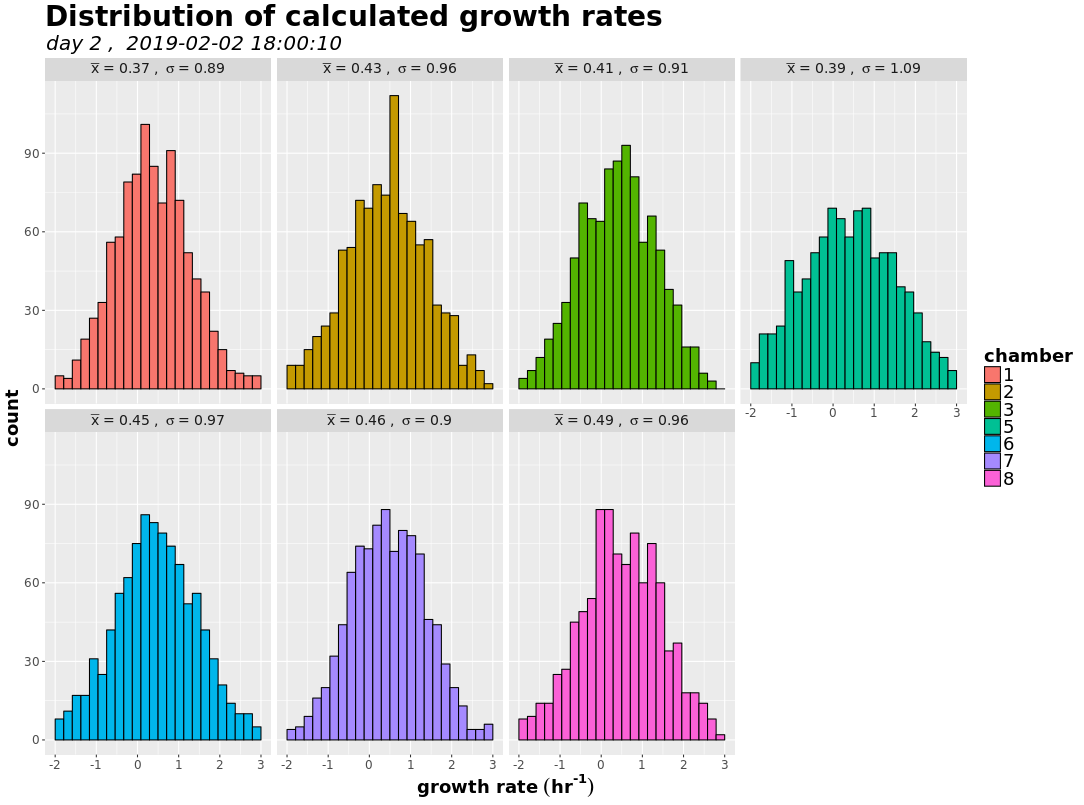 Distribution of calculated growth rates
day 2 ,  2019-02-02 18:00:10
x̅ = 0.37 ,  σ = 0.89
x̅ = 0.43 ,  σ = 0.96
x̅ = 0.41 ,  σ = 0.91
x̅ = 0.39 ,  σ = 1.09
90
60
30
0
-2 -1 0 1 2 3
x̅ = 0.45 ,  σ = 0.97
x̅ = 0.46 ,  σ = 0.9
x̅ = 0.49 ,  σ = 0.96
90
60
30
0
-2 -1 0 1 2 3
-2 -1 0 1 2 3
-2 -1 0 1 2 3
count
growth rate (hr⁻¹)
chamber
1
2
3
5
6
7
8